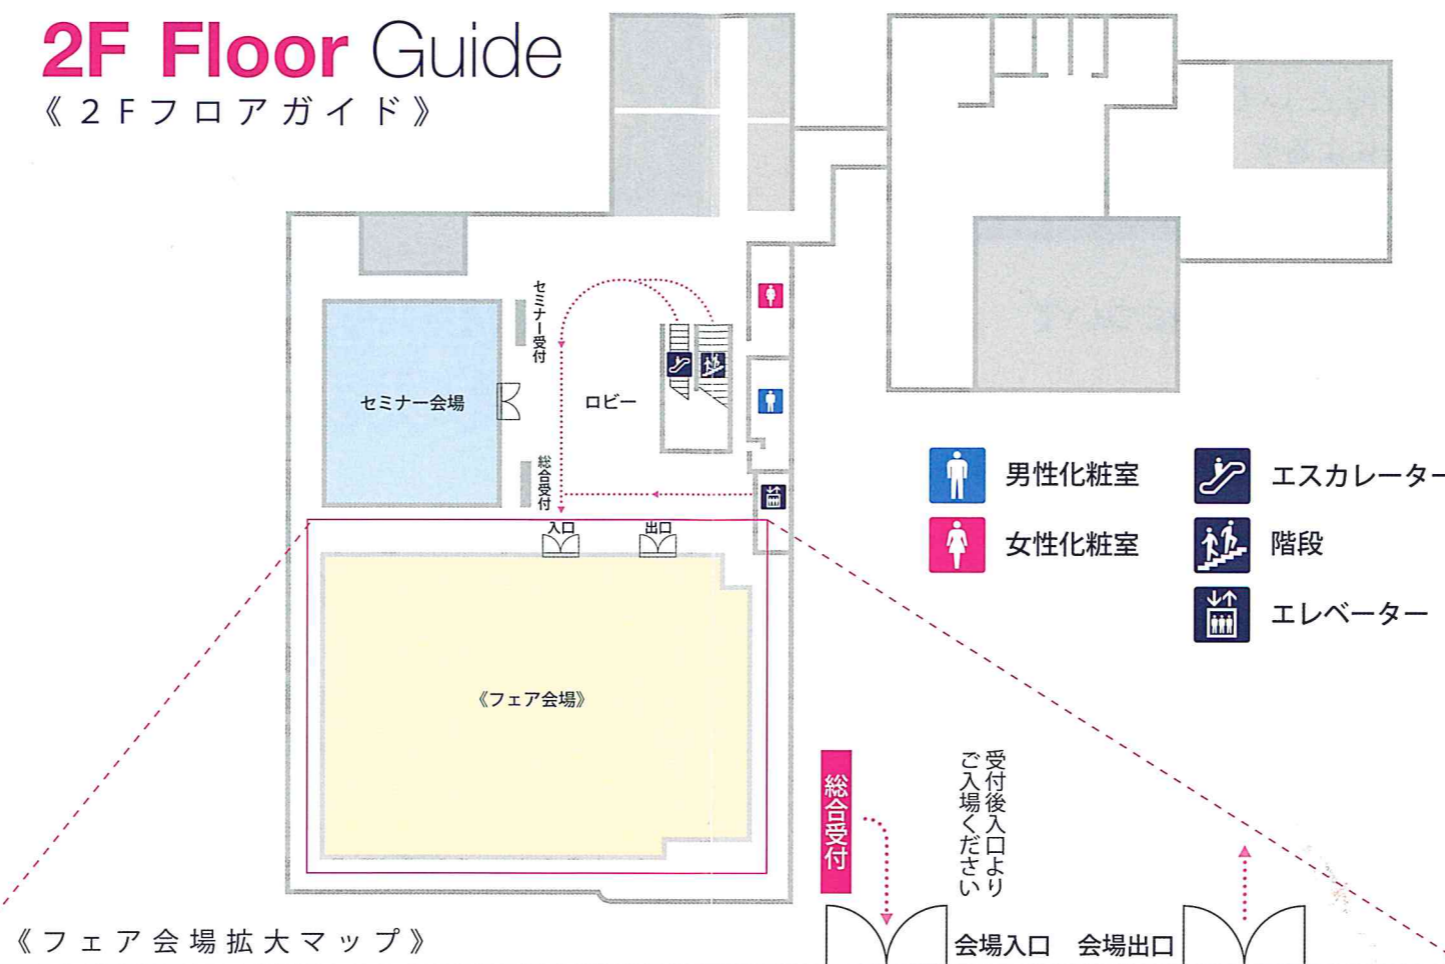 2F Floor Guide
《２Fフロアガイド》
セミナー受付
セミナー会場
ロビー
総合受付
入口
出口
《フェア会場》
男性化粧室
エスカレーター
女性化粧室
階段
エレベーター
総合受付
受付後入口より
ご入場ください
会場入口
会場出口
《フェア会場拡大マップ》